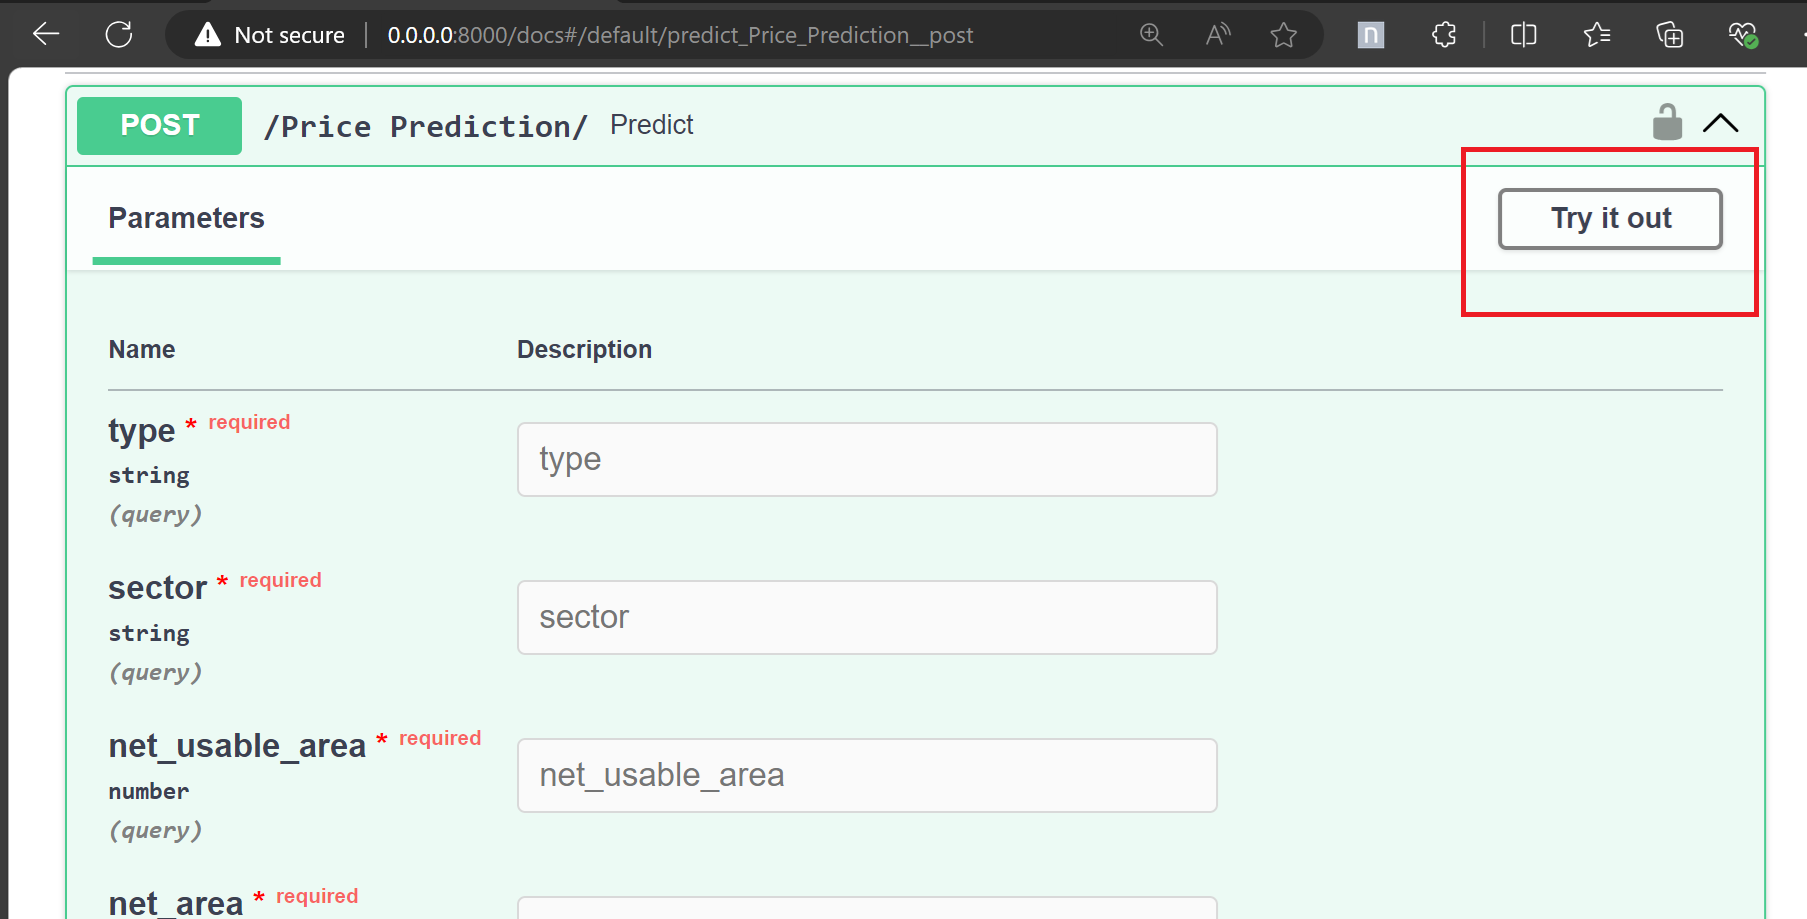 Not secure | 0.0.0.0:8000/docs#/default/predict_Price_Prediction__post
POST /Price Prediction/ Predict
Parameters Try it out
Name Description
type * required
string
(query)
type
sector * required
string
(query)
sector
net_usable_area * required
number
(query)
net_usable_area
net_area * required